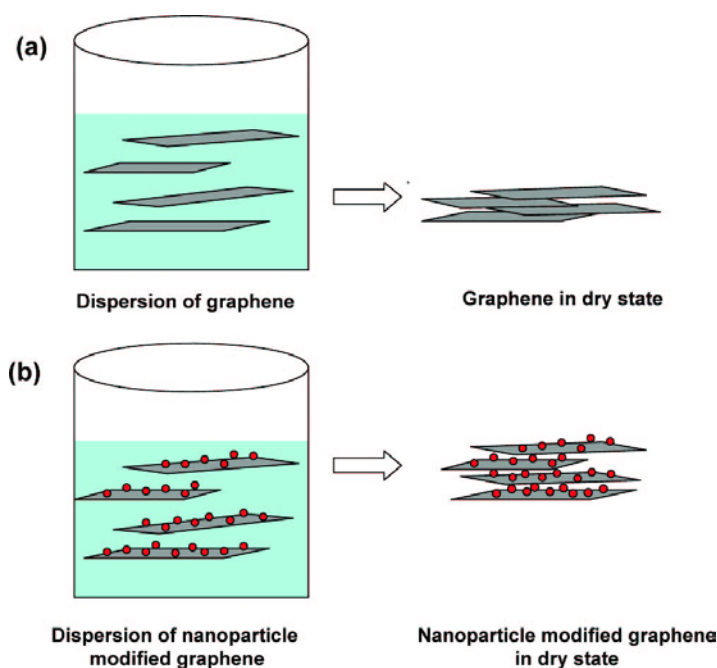 (a)
Dispersion of graphene
Graphene in dry state
(b)
Dispersion of nanoparticle
modified graphene
Nanoparticle modified graphene
in dry state